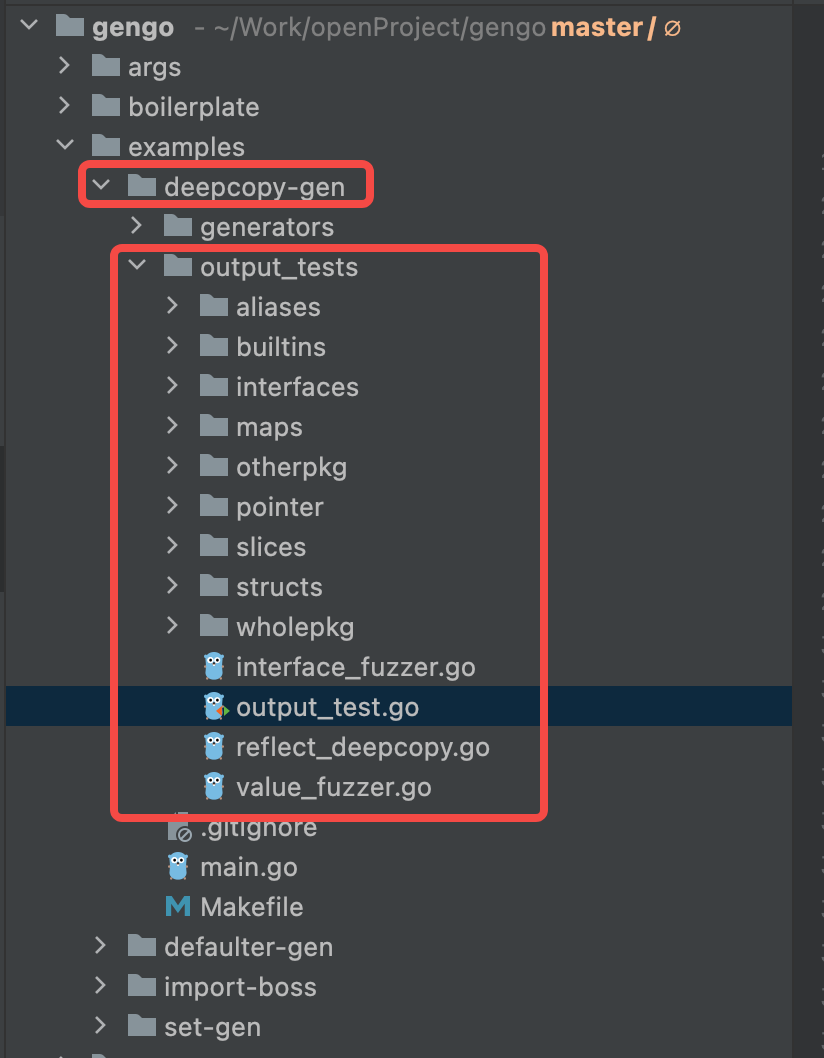 gengo - ~/Work/openProject/gengo master / ∅
args
boilerplate
examples
deepcopy-gen
generators
output_tests
aliases
builtins
interfaces
maps
otherpkg
pointer
slices
structs
wholepkg
interface_fuzzer.go
output_test.go
reflect_deepcopy.go
value_fuzzer.go
.gitignore
main.go
Makefile
defaulter-gen
import-boss
set-gen